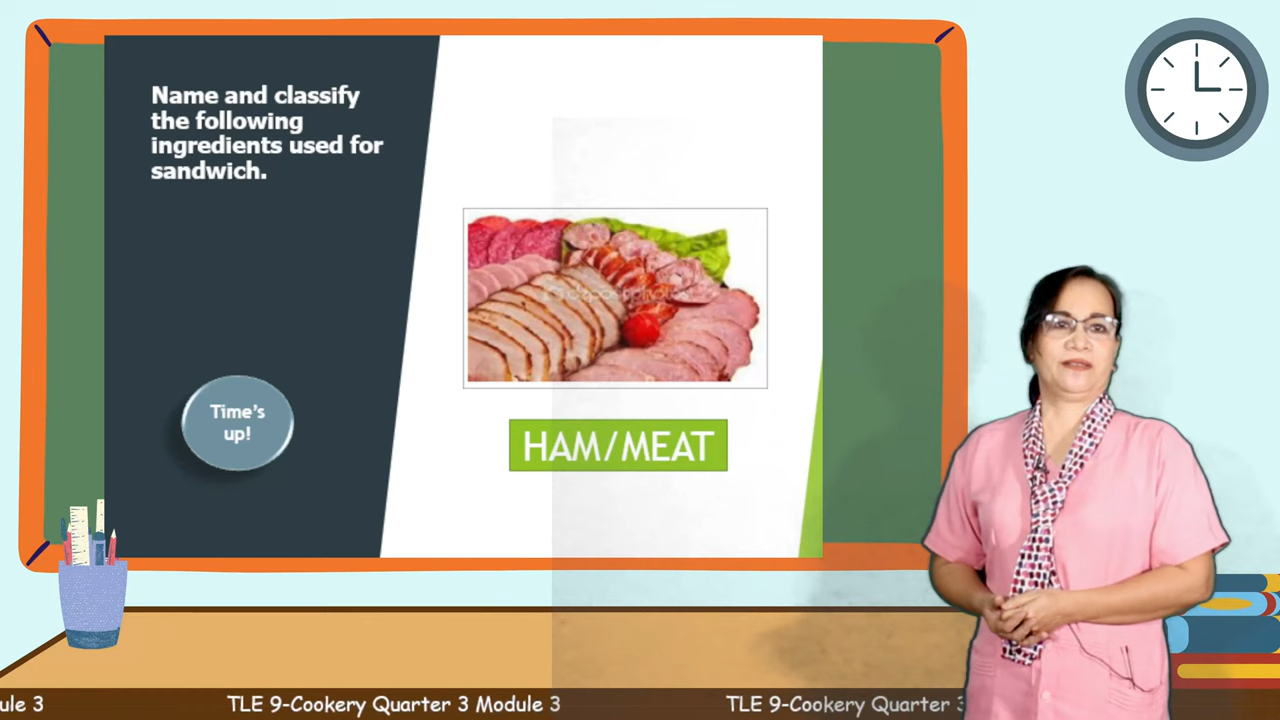 Name and classify
the following
ingredients used for
sandwich.
Time's
up!
HAM/MEAT
ule 3
TLE 9-Cookery Quarter 3 Module 3
TLE 9-Cookery Quarter 3